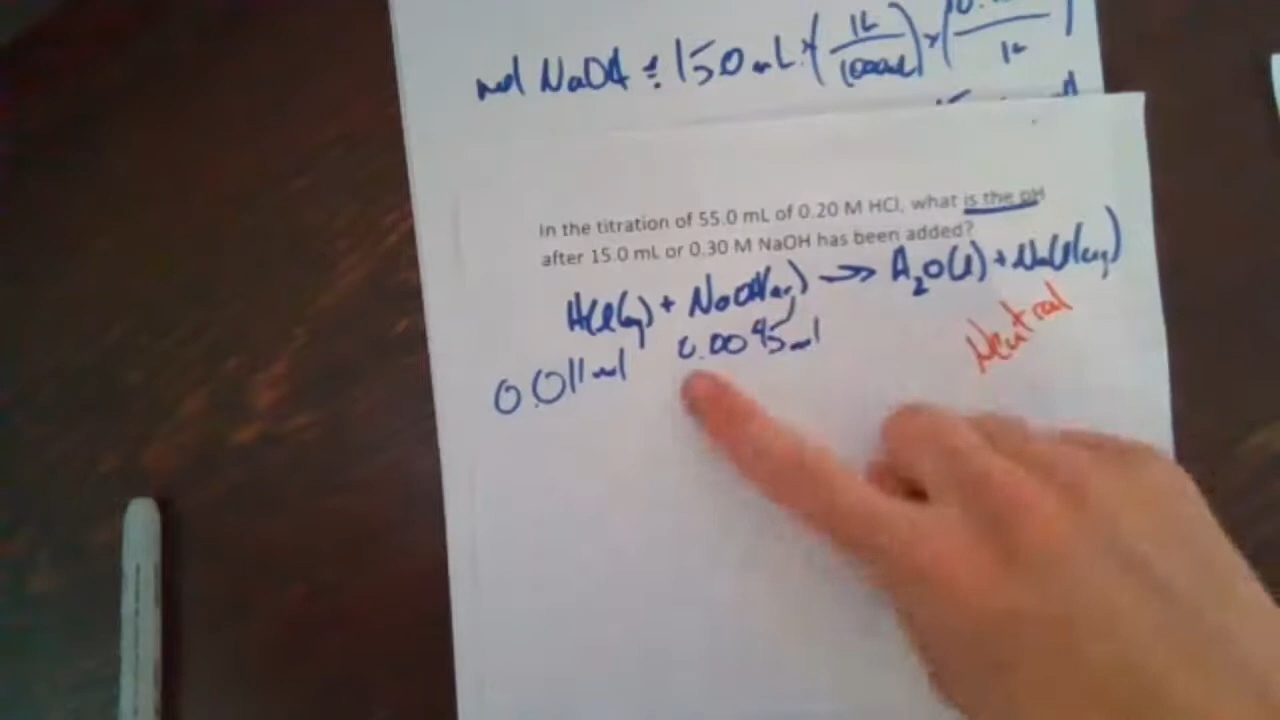 mol NaOH = 150 mL × (1L / 1000mL) × ( / 1L )
In the titration of 55.0 mL of 0.20 M HCl, what is the pH
after 15.0 mL or 0.30 M NaOH has been added?
HCl(aq) + NaOH(aq) → H2O(l) + NaCl(aq)
0.011 mol 0.0045 mol
Neutral